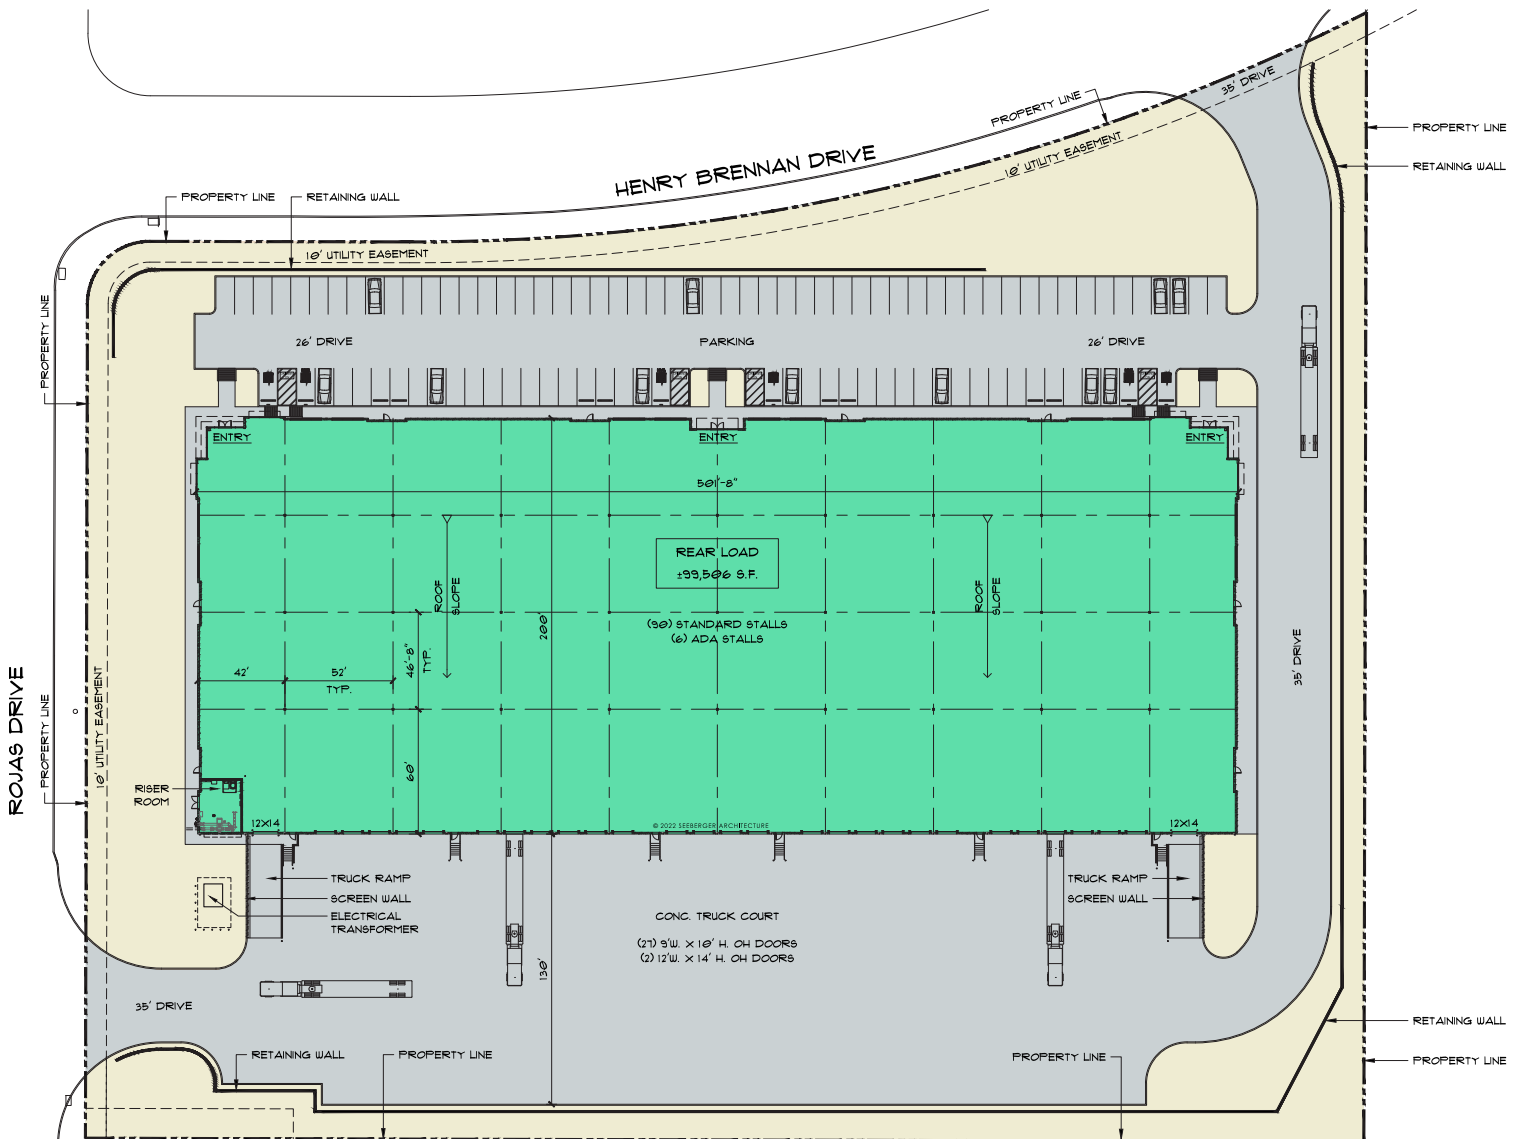 35' DRIVE
PROPERTY LINE
PROPERTY LINE
10' UTILITY EASEMENT
HENRY BRENNAN DRIVE
RETAINING WALL
PROPERTY LINE
RETAINING WALL
10' UTILITY EASEMENT
PROPERTY LINE
26' DRIVE
PARKING
26' DRIVE
ENTRY
ENTRY
ENTRY
501'-8"
REAR LOAD
±99,506 S.F.
ROOF
SLOPE
ROOF
SLOPE
200'
(90) STANDARD STALLS
(6) ADA STALLS
46'-8"
TYP.
42'
52'
TYP.
35' DRIVE
ROJAS DRIVE
PROPERTY LINE
10' UTILITY EASEMENT
60'
RISER
ROOM
12X14
© 2022 SEEBERGER ARCHITECTURE
12X14
TRUCK RAMP
SCREEN WALL
ELECTRICAL
TRANSFORMER
TRUCK RAMP
SCREEN WALL
CONC. TRUCK COURT
(27) 9'W. X 10' H. OH DOORS
(2) 12'W. X 14' H. OH DOORS
130'
35' DRIVE
RETAINING WALL
PROPERTY LINE
PROPERTY LINE
RETAINING WALL
PROPERTY LINE